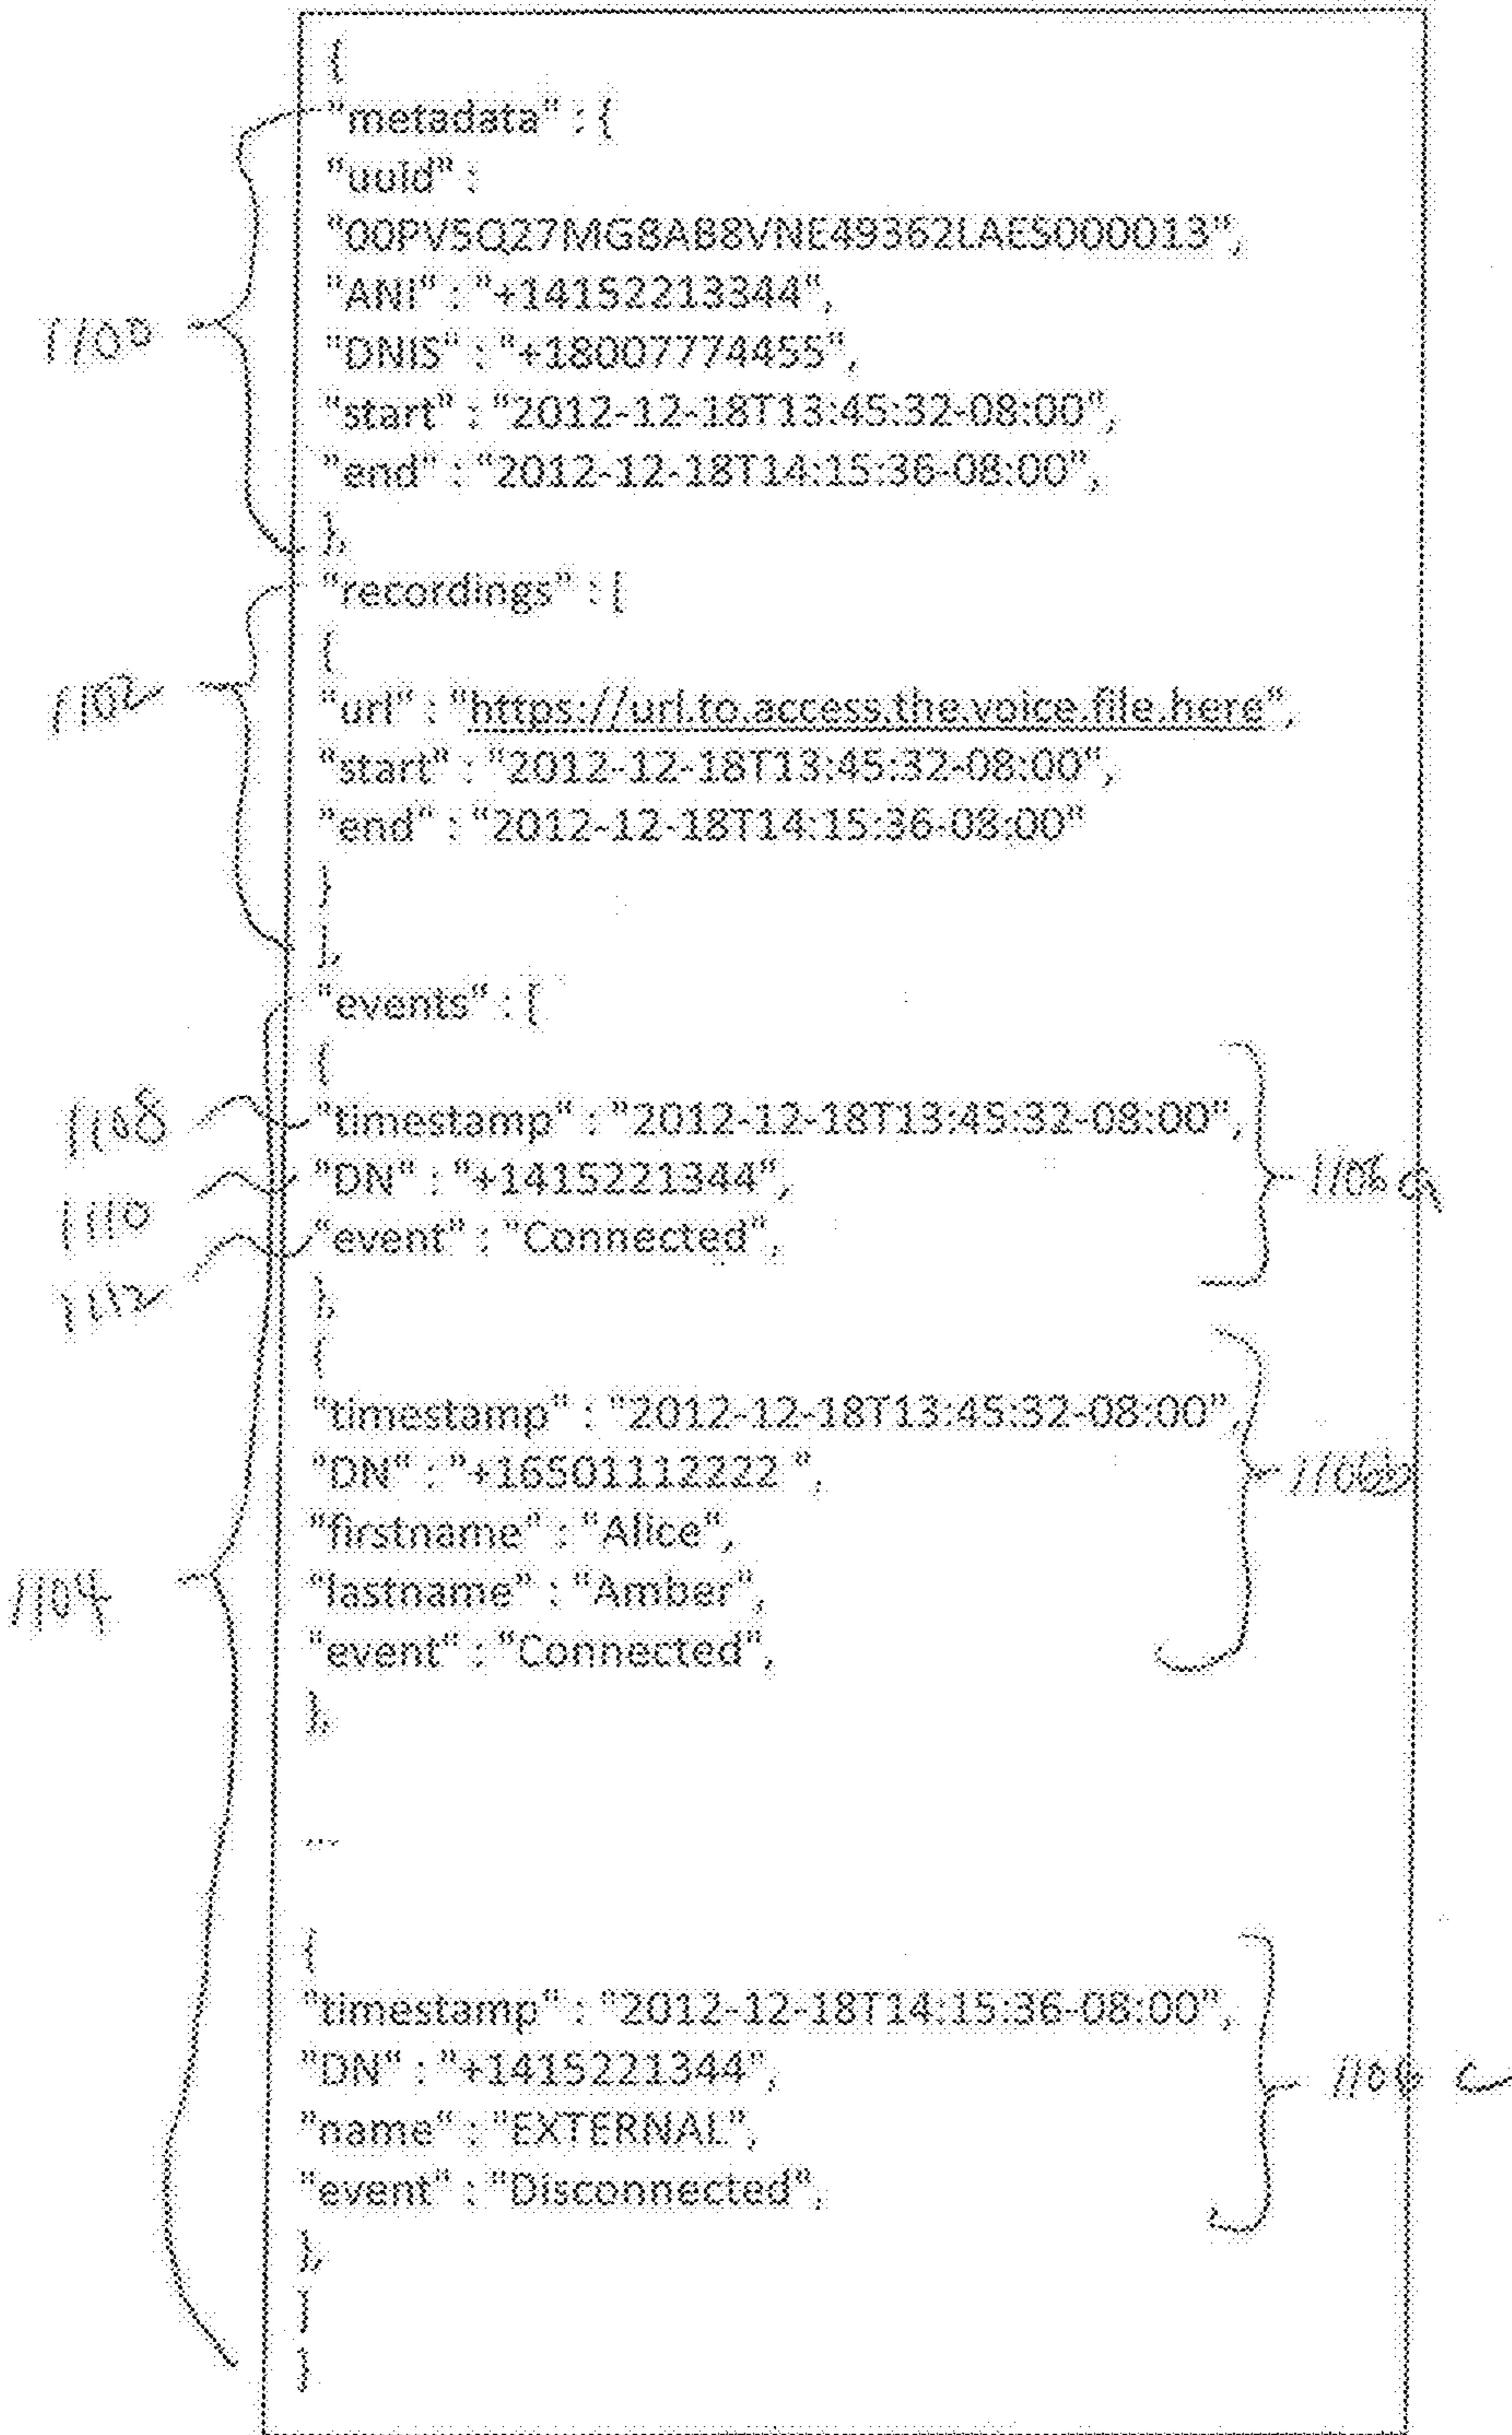 {
"metadata" : {
"uuid" :
"00PV5Q27MG8AB8VNE49362LAES000013",
"ANI" : "+14152213344",
"DNIS" : "+18007774455",
"start" : "2012-12-18T13:45:32-08:00",
"end" : "2012-12-18T14:15:36-08:00",
},
1100
"recordings" : [
{
"url" : "https://url.to.access.the.voice.file.here",
"start" : "2012-12-18T13:45:32-08:00",
"end" : "2012-12-18T14:15:36-08:00"
}
],
1102
"events" : [
{
1108 "timestamp" : "2012-12-18T13:45:32-08:00",
1110 "DN" : "+1415221344",
1112 "event" : "Connected",
},
1106a
{
"timestamp" : "2012-12-18T13:45:32-08:00",
"DN" : "+16501112222 ",
"firstname" : "Alice",
"lastname" : "Amber",
"event" : "Connected",
},
1106b
1104
...
{
"timestamp" : "2012-12-18T14:15:36-08:00",
"DN" : "+1415221344",
"name" : "EXTERNAL",
"event" : "Disconnected",
},
1106 c
]
}